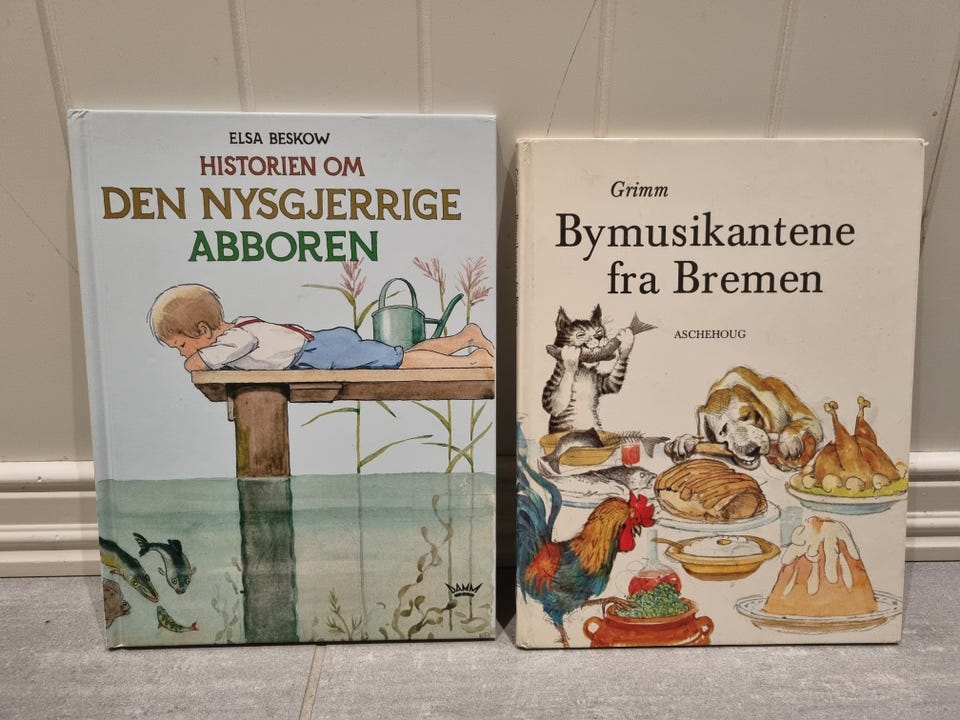 ELSA BESKOW
HISTORIEN OM
DEN NYSGJERRIGE
ABBOREN
DAMM
Grimm
Bymusikantene
fra Bremen
ASCHEHOUG